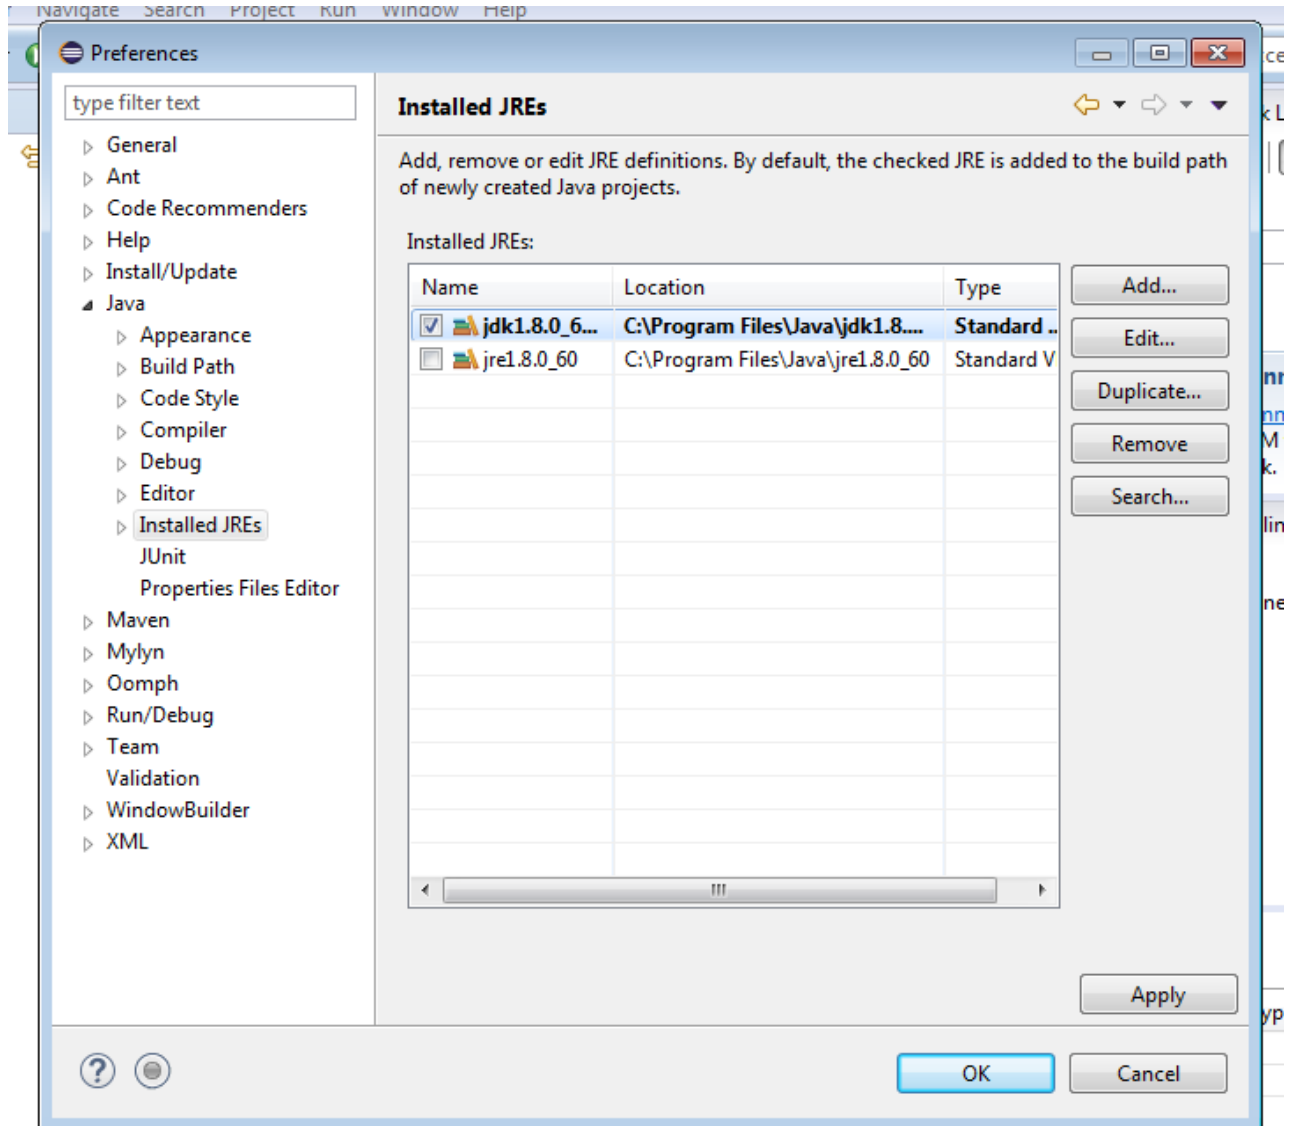 Navigate Search Project Run Window Help
Preferences
type filter text
General
Ant
Code Recommenders
Help
Install/Update
Java
Appearance
Build Path
Code Style
Compiler
Debug
Editor
Installed JREs
JUnit
Properties Files Editor
Maven
Mylyn
Oomph
Run/Debug
Team
Validation
WindowBuilder
XML
Installed JREs
Add, remove or edit JRE definitions. By default, the checked JRE is added to the build path
of newly created Java projects.
Installed JREs:
Name Location Type
jdk1.8.0_6... C:\Program Files\Java\jdk1.8.... Standard ..
jre1.8.0_60 C:\Program Files\Java\jre1.8.0_60 Standard V
Add...
Edit...
Duplicate...
Remove
Search...
Apply
OK Cancel